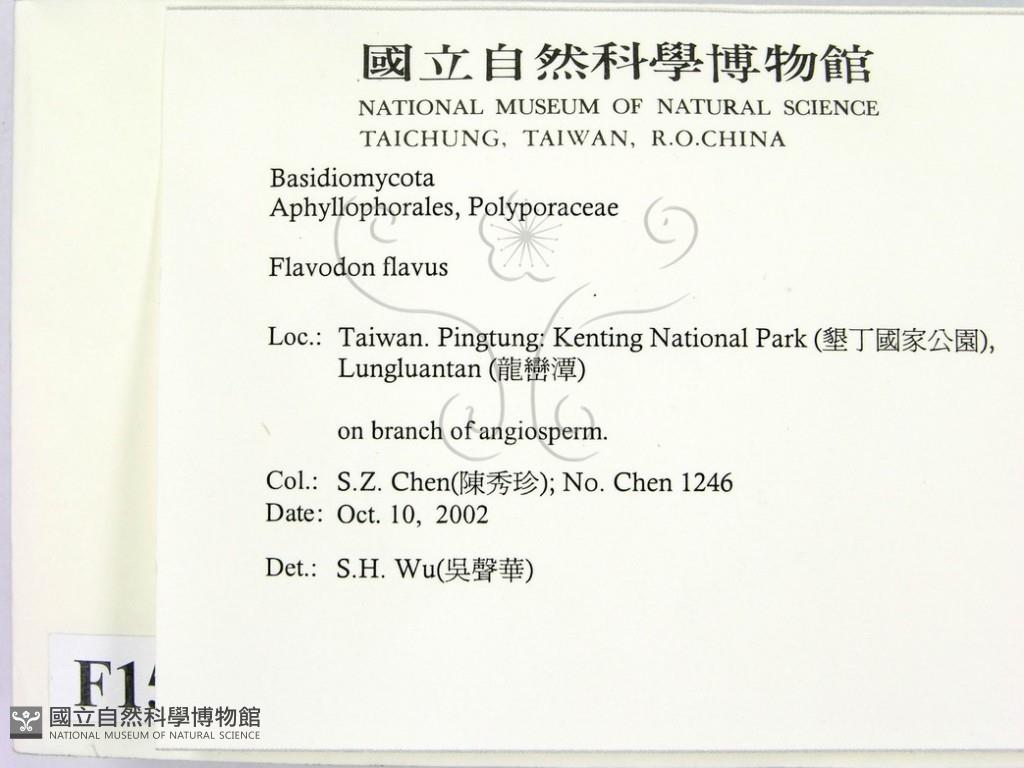 國立自然科學博物館
NATIONAL MUSEUM OF NATURAL SCIENCE
TAICHUNG, TAIWAN, R.O.CHINA
Basidiomycota
Aphyllophorales, Polyporaceae
Flavodon flavus
Loc.: Taiwan. Pingtung: Kenting National Park (墾丁國家公園),
Lungluantan (龍巒潭)
on branch of angiosperm.
Col.: S.Z. Chen(陳秀珍); No. Chen 1246
Date: Oct. 10, 2002
Det.: S.H. Wu(吳聲華)
F15
國立自然科學博物館
NATIONAL MUSEUM OF NATURAL SCIENCE